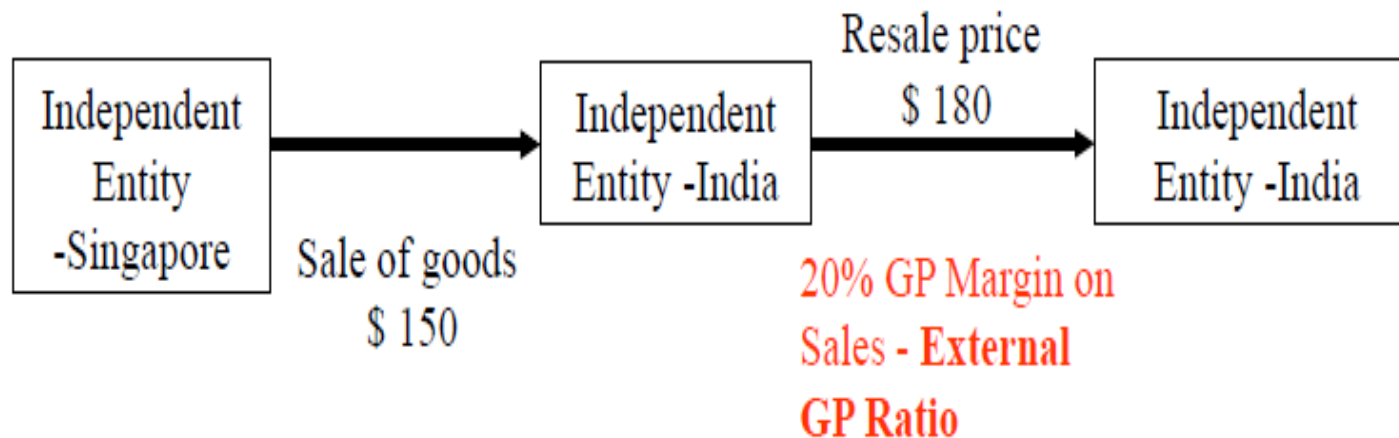 Independent
Entity
-Singapore
Sale of goods
$ 150
Independent
Entity -India
Resale price
$ 180
20% GP Margin on
Sales - External
GP Ratio
Independent
Entity -India